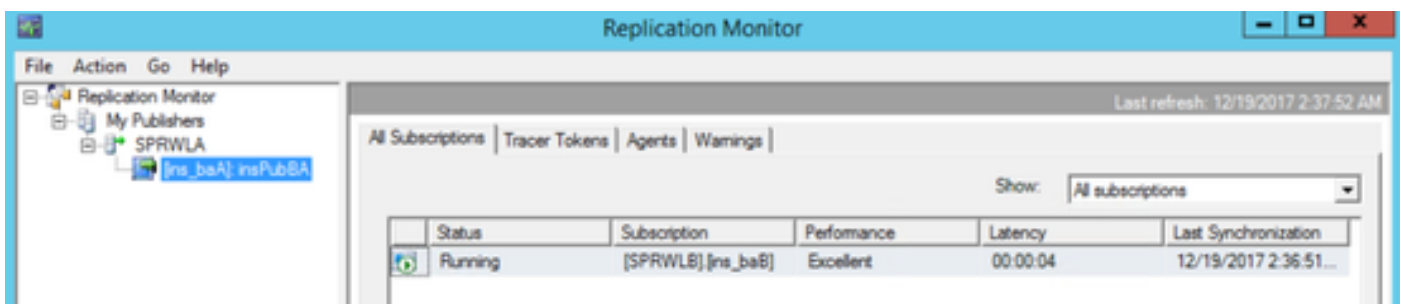 Replication Monitor
File Action Go Help
Replication Monitor
My Publishers
SPRWLA
[ins_baA]: insPubBA
Last refresh: 12/19/2017 2:37:52 AM
All Subscriptions Tracer Tokens Agents Warnings
Show: All subscriptions
Status Subscription Performance Latency Last Synchronization
Running [SPRWLB].[ins_baB] Excellent 00:00:04 12/19/2017 2:36:51...